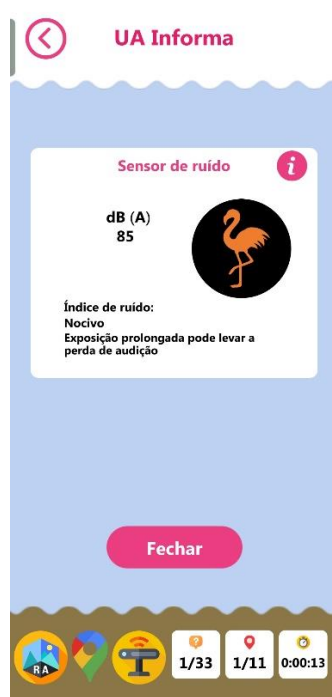 UA Informa
Sensor de ruído
i
dB (A)
85
Índice de ruído:
Nocivo
Exposição prolongada pode levar a
perda de audição
Fechar
RA
?
1/33
1/11
0:00:13